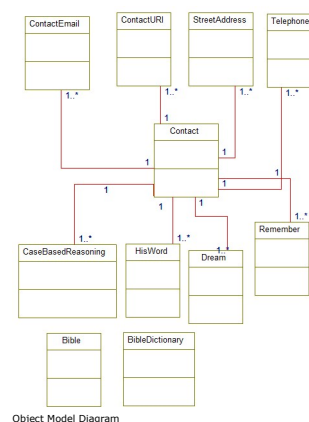 ContactEmail
ContactURI
StreetAddress
Telephone
1..*
1..*
1..*
1..*
1
1
Contact
1
1
1
1
1
1
1..*
1..*
1..*
1..*
CaseBasedReasoning
HisWord
Dream
Remember
Bible
BibleDictionary
Object Model Diagram